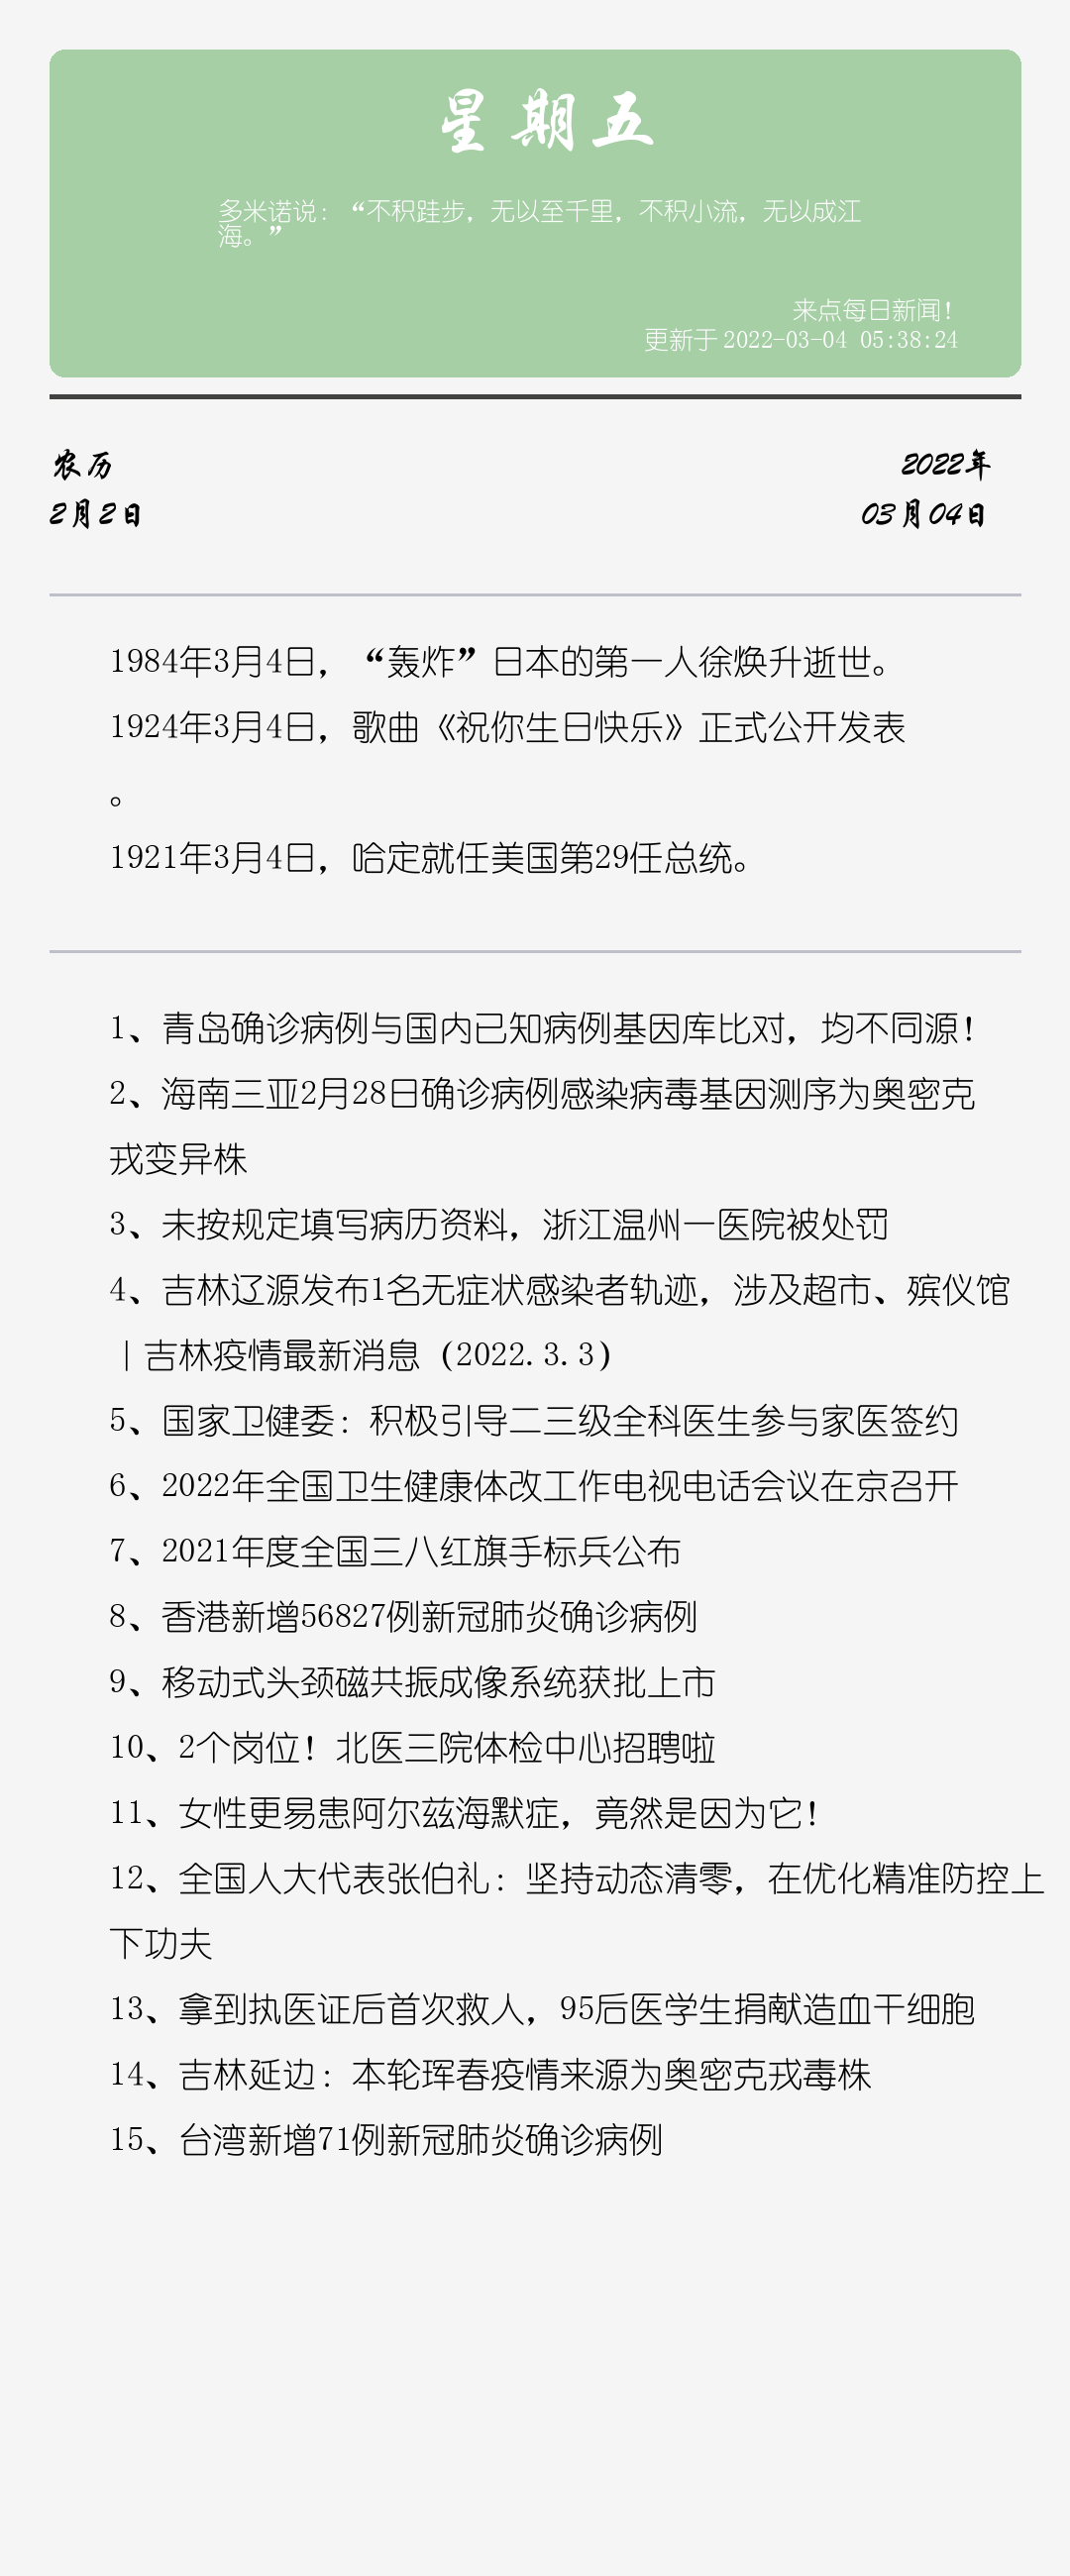 星期五
多米诺说：“不积跬步，无以至千里，不积小流，无以成江
海。”
来点每日新闻！
更新于 2022-03-04 05:38:24
农历
2022年
2月2日
03月04日
1984年3月4日，“轰炸”日本的第一人徐焕升逝世。
1924年3月4日，歌曲《祝你生日快乐》正式公开发表
。
1921年3月4日，哈定就任美国第29任总统。
1、青岛确诊病例与国内已知病例基因库比对，均不同源！
2、海南三亚2月28日确诊病例感染病毒基因测序为奥密克
戎变异株
3、未按规定填写病历资料，浙江温州一医院被处罚
4、吉林辽源发布1名无症状感染者轨迹，涉及超市、殡仪馆
｜吉林疫情最新消息（2022.3.3）
5、国家卫健委：积极引导二三级全科医生参与家医签约
6、2022年全国卫生健康体改工作电视电话会议在京召开
7、2021年度全国三八红旗手标兵公布
8、香港新增56827例新冠肺炎确诊病例
9、移动式头颈磁共振成像系统获批上市
10、2个岗位！北医三院体检中心招聘啦
11、女性更易患阿尔兹海默症，竟然是因为它！
12、全国人大代表张伯礼：坚持动态清零，在优化精准防控上
下功夫
13、拿到执医证后首次救人，95后医学生捐献造血干细胞
14、吉林延边：本轮珲春疫情来源为奥密克戎毒株
15、台湾新增71例新冠肺炎确诊病例